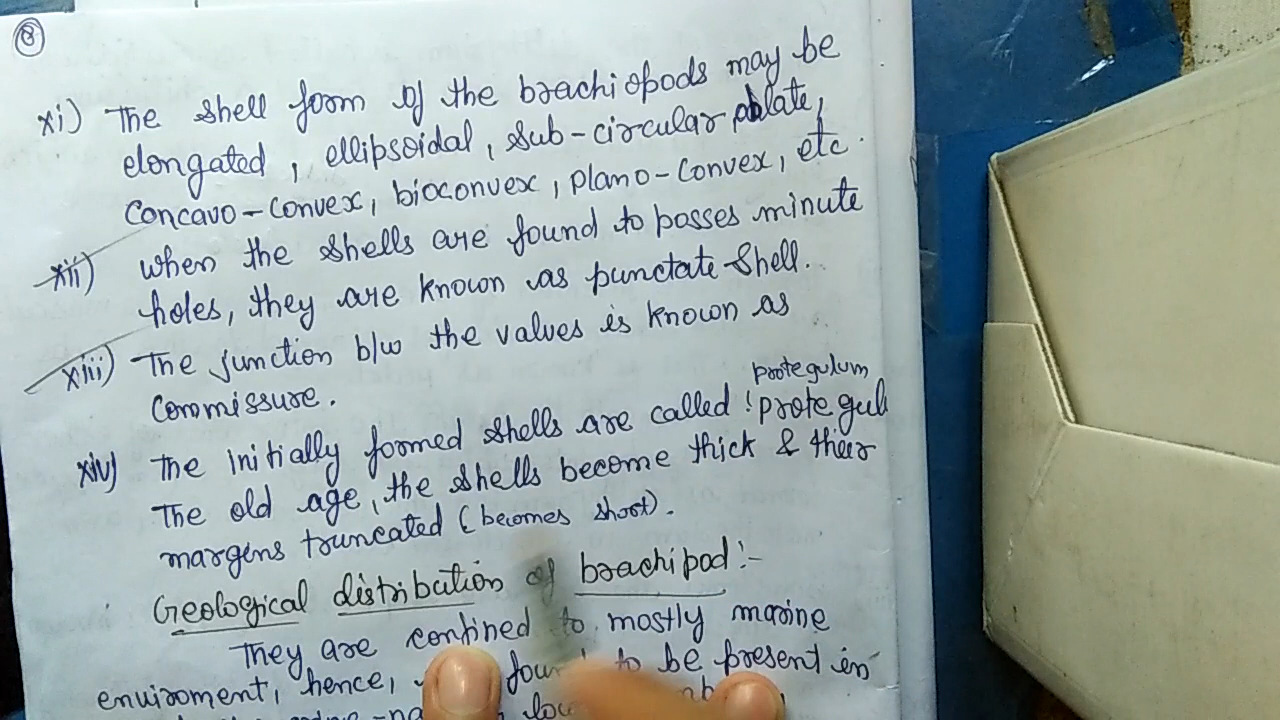 8
xi) The shell form of the brachiopods may be
elongated, ellipsoidal, sub-circular oblate,
Concavo-convex, bioconvex, plano-convex, etc.
xii) when the shells are found to posses minute
holes, they are known as punctate shell.
xiii) The junction b/w the values is known as
Commissure.
protegulum
xiv) The initially formed shells are called : protegul
The old age, the shells become thick & their
margens truncated (becomes short).
Geological distribution of brachipod:-
They are confined to mostly marine
enviroment, hence, found to be present in